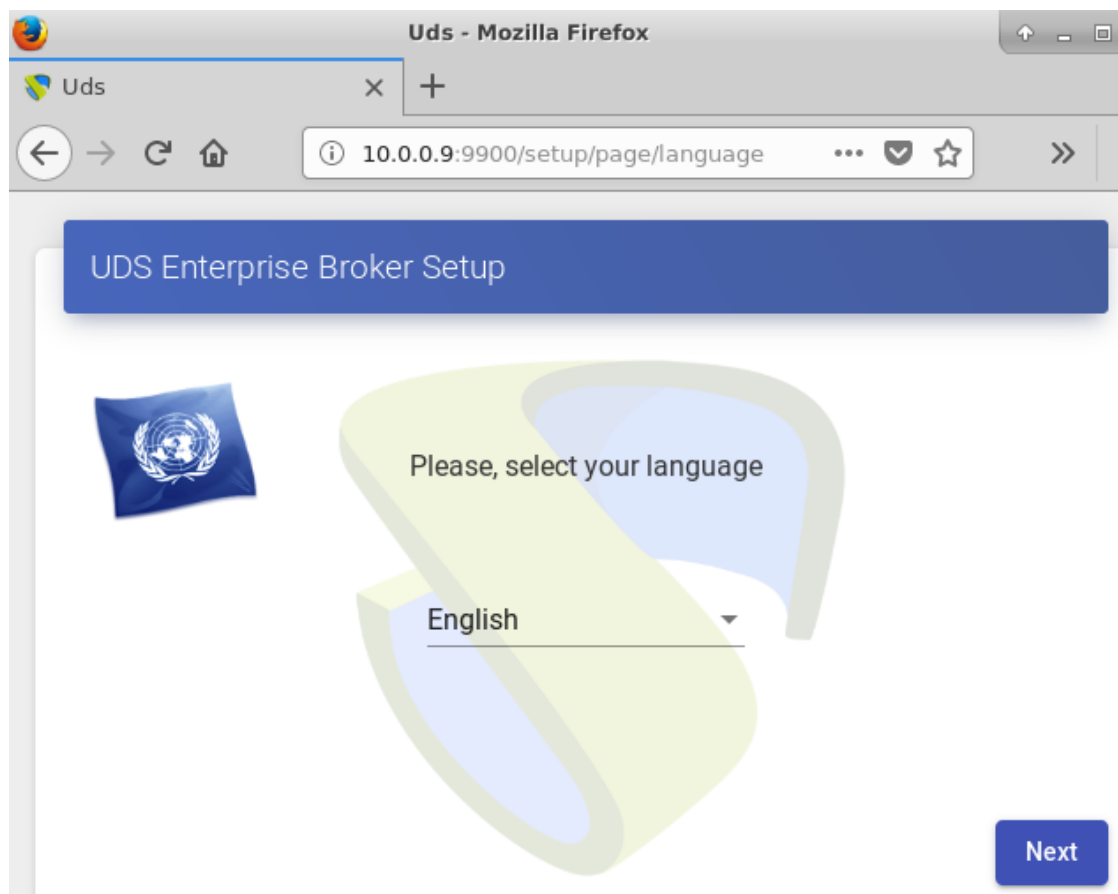 Uds - Mozilla Firefox
Uds
10.0.0.9:9900/setup/page/language
UDS Enterprise Broker Setup
Please, select your language
English
Next